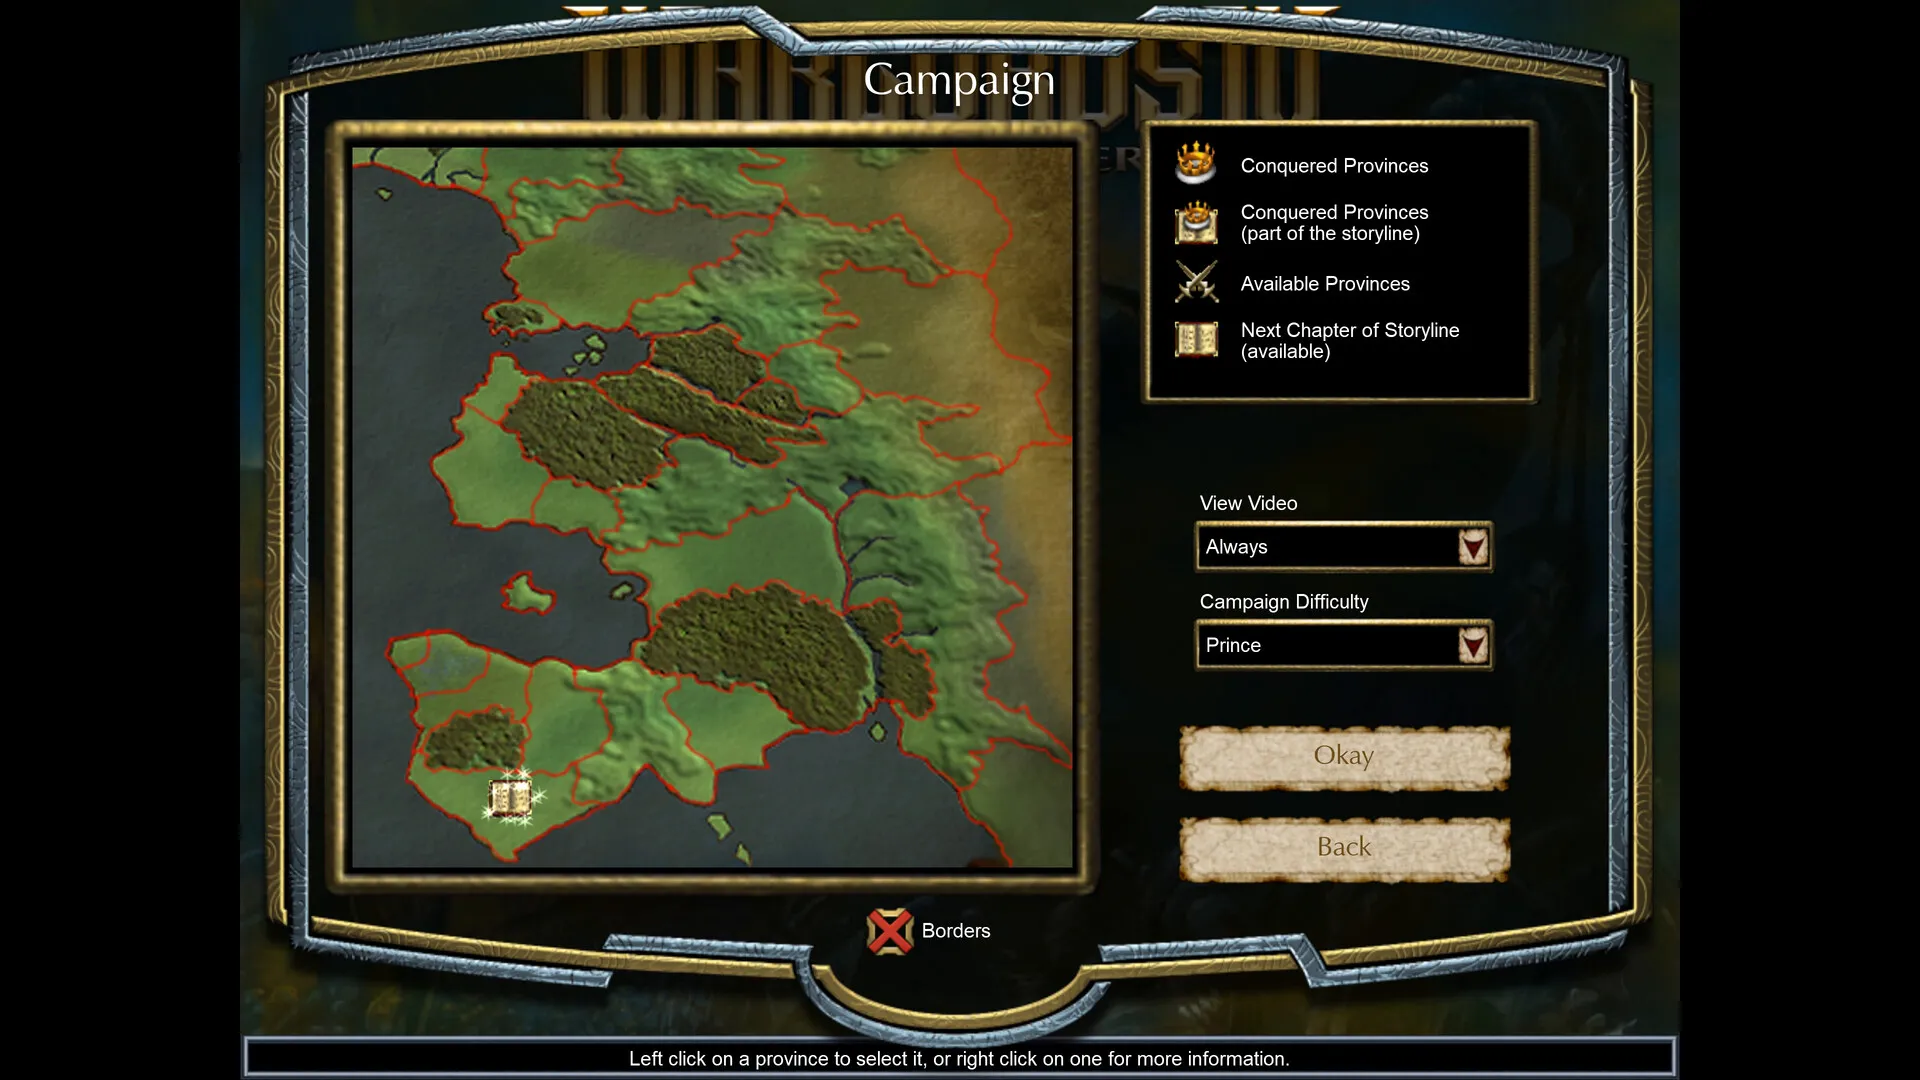 WARLORDS IV
Campaign
Conquered Provinces
Conquered Provinces
(part of the storyline)
Available Provinces
Next Chapter of Storyline
(available)
View Video
Always
Campaign Difficulty
Prince
Okay
Back
Borders
Left click on a province to select it, or right click on one for more information.